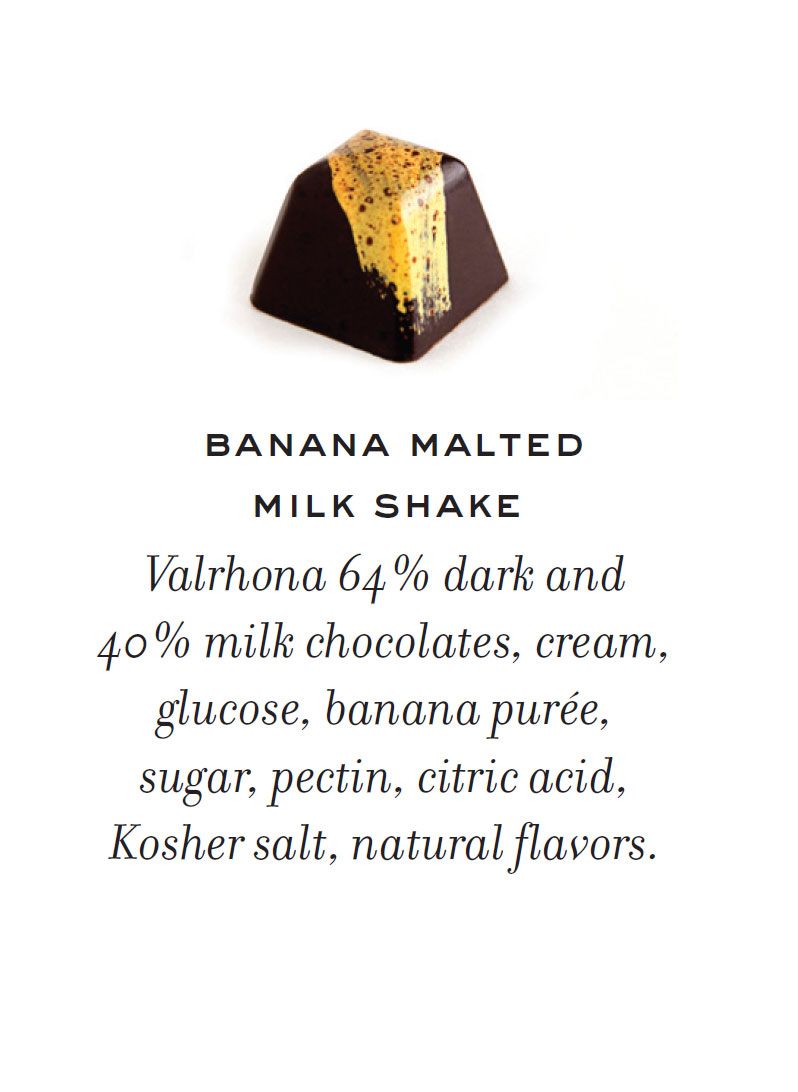 BANANA MALTED
MILK SHAKE
Valrhona 64% dark and
40% milk chocolates, cream,
glucose, banana purée,
sugar, pectin, citric acid,
Kosher salt, natural flavors.